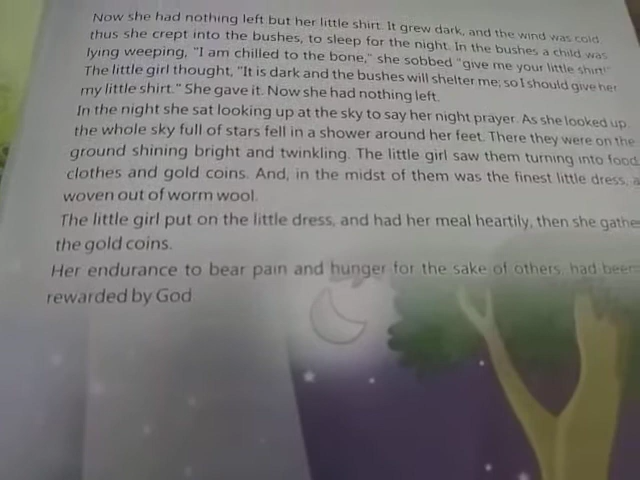 Now she had nothing left but her little shirt. It grew dark, and the wind was cold,
thus she crept into the bushes, to sleep for the night. In the bushes a child was
lying weeping, "I am chilled to the bone," she sobbed "give me your little shirt!"
The little girl thought, "It is dark and the bushes will shelter me; so I should give her
my little shirt." She gave it. Now she had nothing left.
In the night she sat looking up at the sky to say her night prayer. As she looked up,
the whole sky full of stars fell in a shower around her feet. There they were on the
ground shining bright and twinkling. The little girl saw them turning into food,
clothes and gold coins. And, in the midst of them was the finest little dress, a
woven out of worm wool.
The little girl put on the little dress, and had her meal heartily, then she gathe
the gold coins.
Her endurance to bear pain and hunger for the sake of others, had been
rewarded by God.